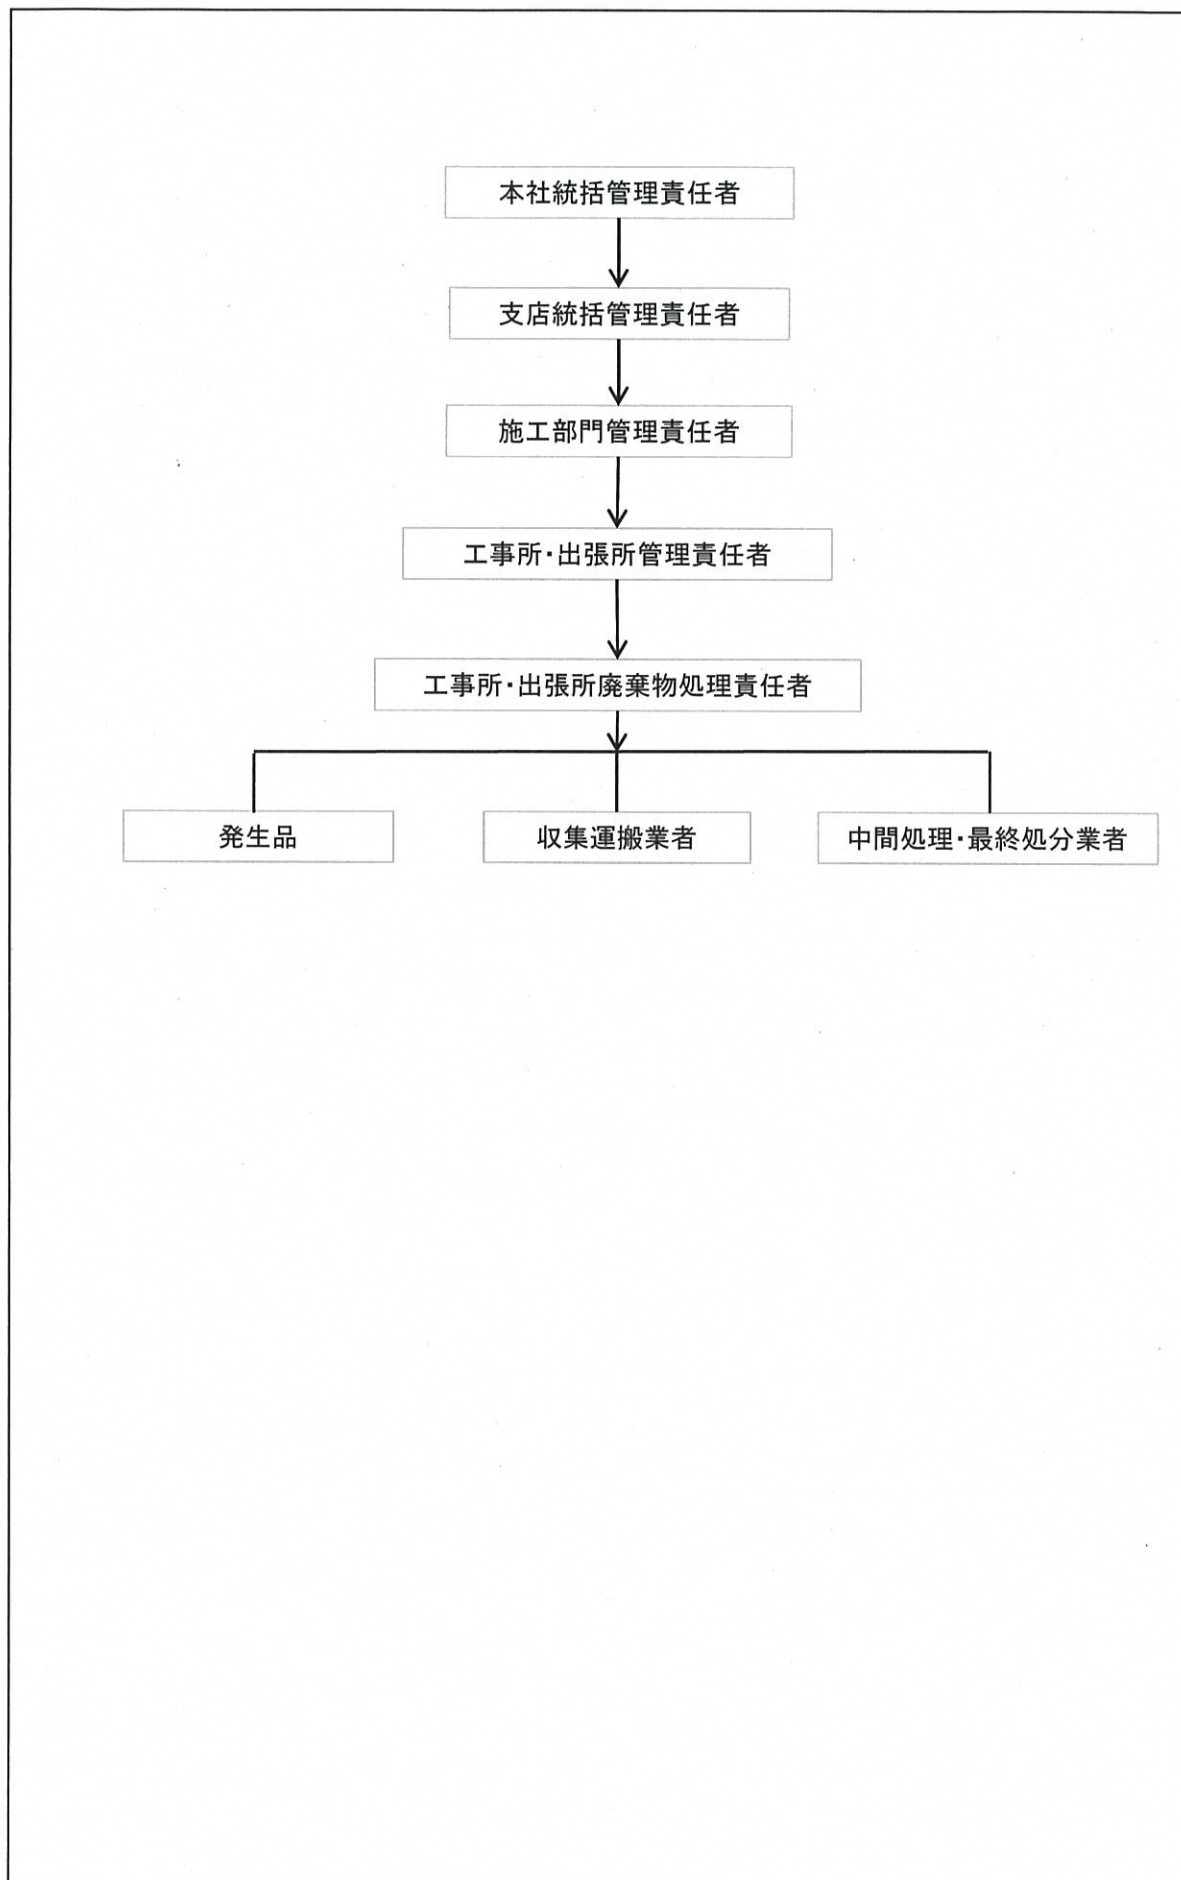 本社統括管理責任者
支店統括管理責任者
施工部門管理責任者
工事所・出張所管理責任者
工事所・出張所廃棄物処理責任者
発生品
収集運搬業者
中間処理・最終処分業者